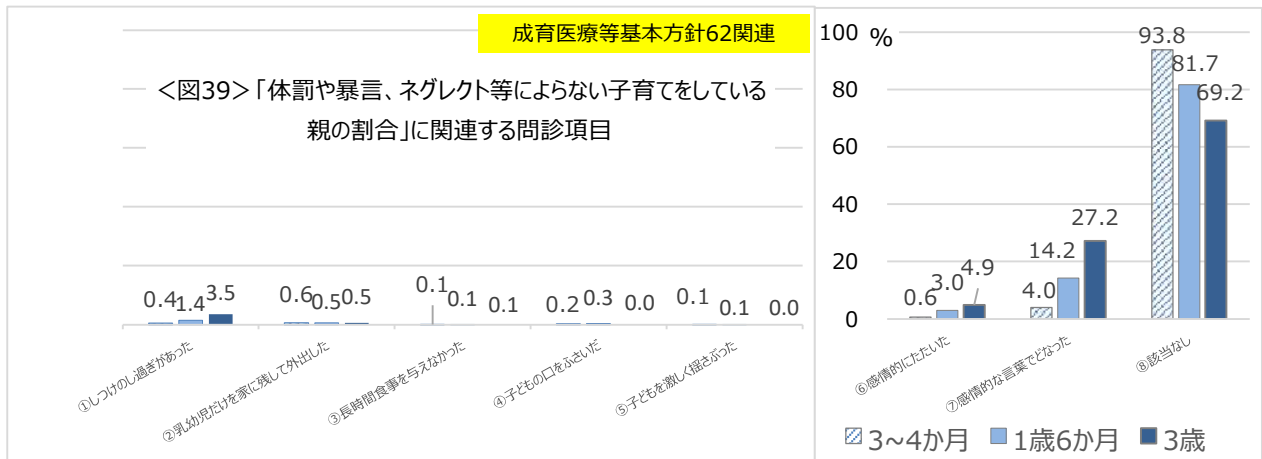 成育医療等基本方針62関連
<図39>「体罰や暴言、ネグレクト等によらない子育てをしている
親の割合」に関連する問診項目
0.4
1.4
3.5
0.6
0.5
0.5
0.1
0.1
0.1
0.2
0.3
0.0
0.1
0.1
0.0
①しつけのし過ぎがあった
②乳幼児だけを家に残して外出した
③長時間食事を与えなかった
④子どもの口をふさいだ
⑤子どもを激しく揺さぶった
100
%
80
60
40
20
0
0.6
3.0
4.9
4.0
14.2
27.2
93.8
81.7
69.2
⑥感情的にたたいた
⑦感情的な言葉でどなった
⑧該当なし
3~4か月
1歳6か月
3歳